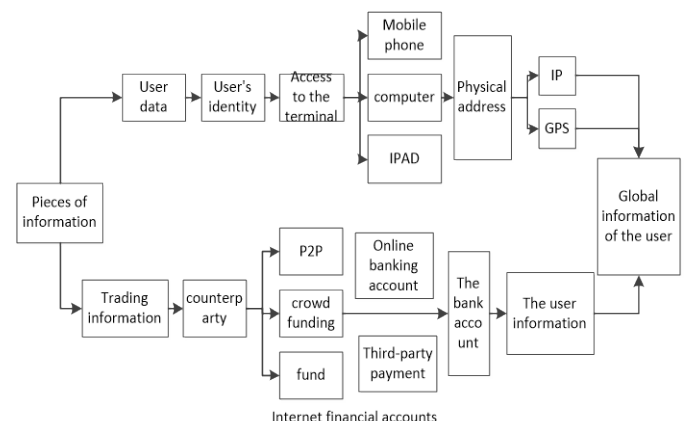 Mobile
phone
User
data
User's
identity
Access
to the
terminal
computer
IPAD
Physical
address
IP
GPS
Pieces of
information
Global
information
of the user
Trading
information
counterp
arty
P2P
crowd
funding
fund
Online
banking
account
Third-party
payment
The
bank
acco
unt
The user
information
Internet financial accounts